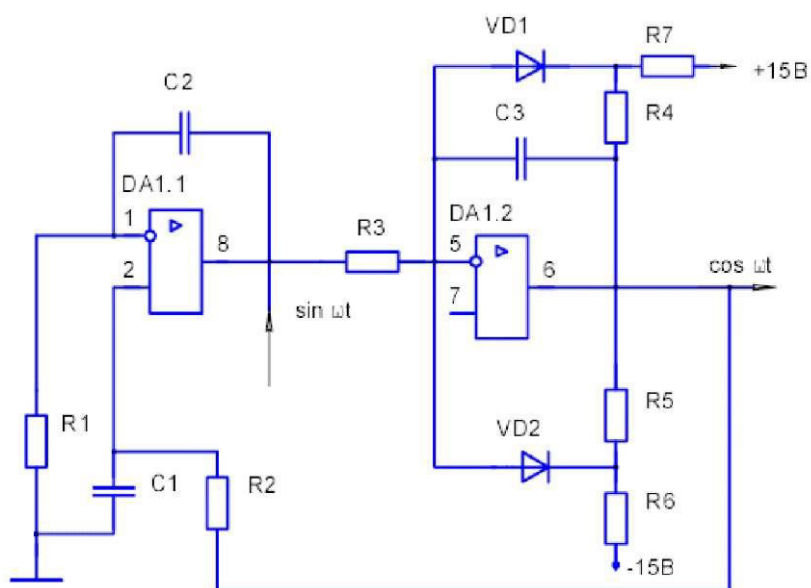 VD1
R7
+15В
C2
C3
R4
DA1.1
1
8
2
R3
DA1.2
5
6
7
cos ωt
sin ωt
R1
C1
R2
VD2
R5
R6
-15В